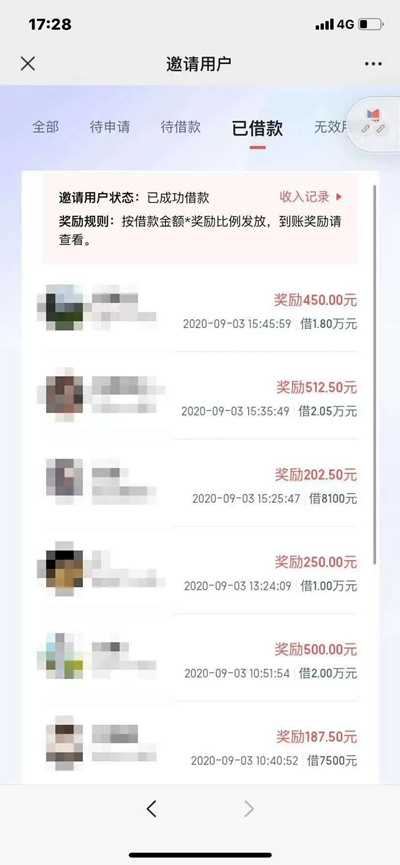 17:28
4G
邀请用户
全部 待申请 待借款 已借款 无效用
邀请用户状态：已成功借款 收入记录
奖励规则：按借款金额*奖励比例发放，到账奖励请
查看。
奖励450.00元
2020-09-03 15:45:59 借1.80万元
奖励512.50元
2020-09-03 15:35:49 借2.05万元
奖励202.50元
2020-09-03 15:25:47 借8100元
奖励250.00元
2020-09-03 13:24:09 借1.00万元
奖励500.00元
2020-09-03 10:51:54 借2.00万元
奖励187.50元
2020-09-03 10:40:52 借7500元